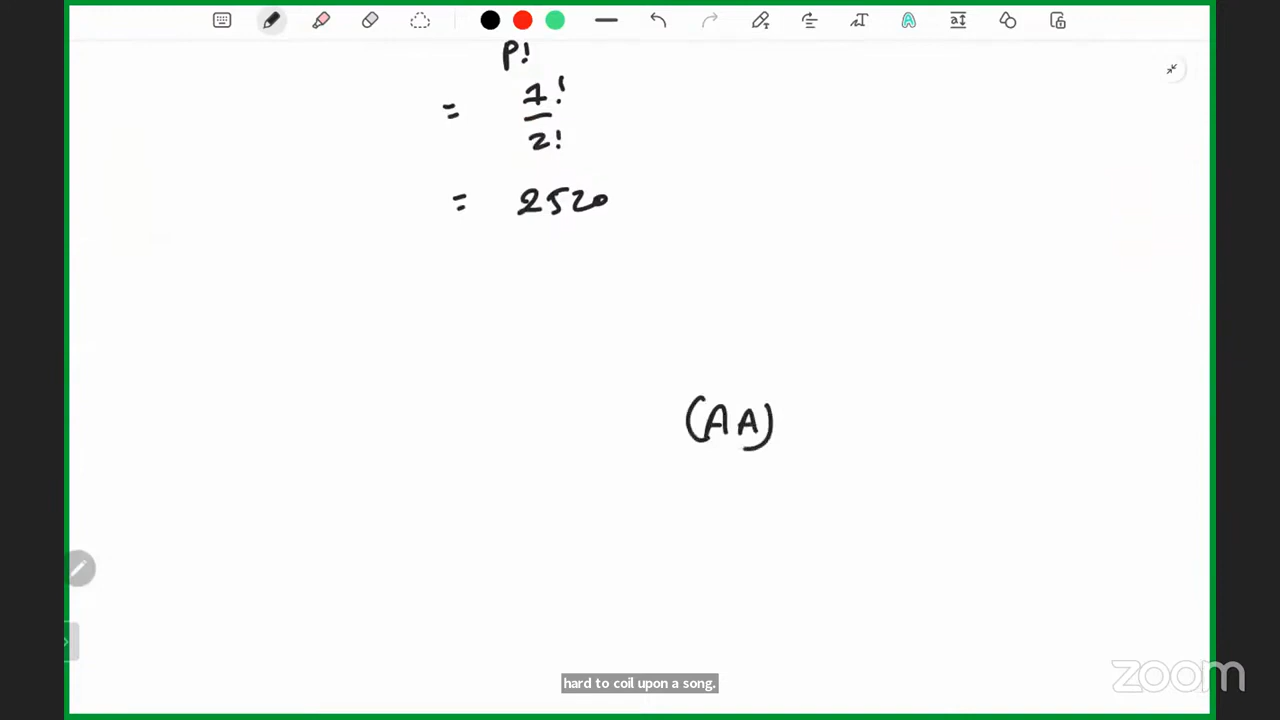 P!
= 7!
2!
= 2520
(AA)
hard to coil upon a song.
zoom